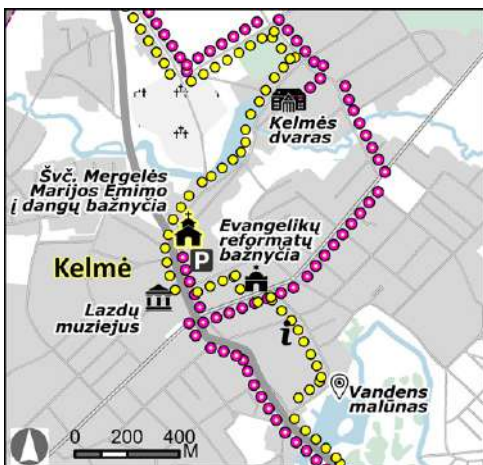 Kelmės
dvaras
Švč. Mergelės
Marijos Ėmimo
į dangų bažnyčia
Evangelikų
reformatų
bažnyčia
P
Kelmė
Lazdų
muziejus
i
Vandens
malūnas
0 200 400
M